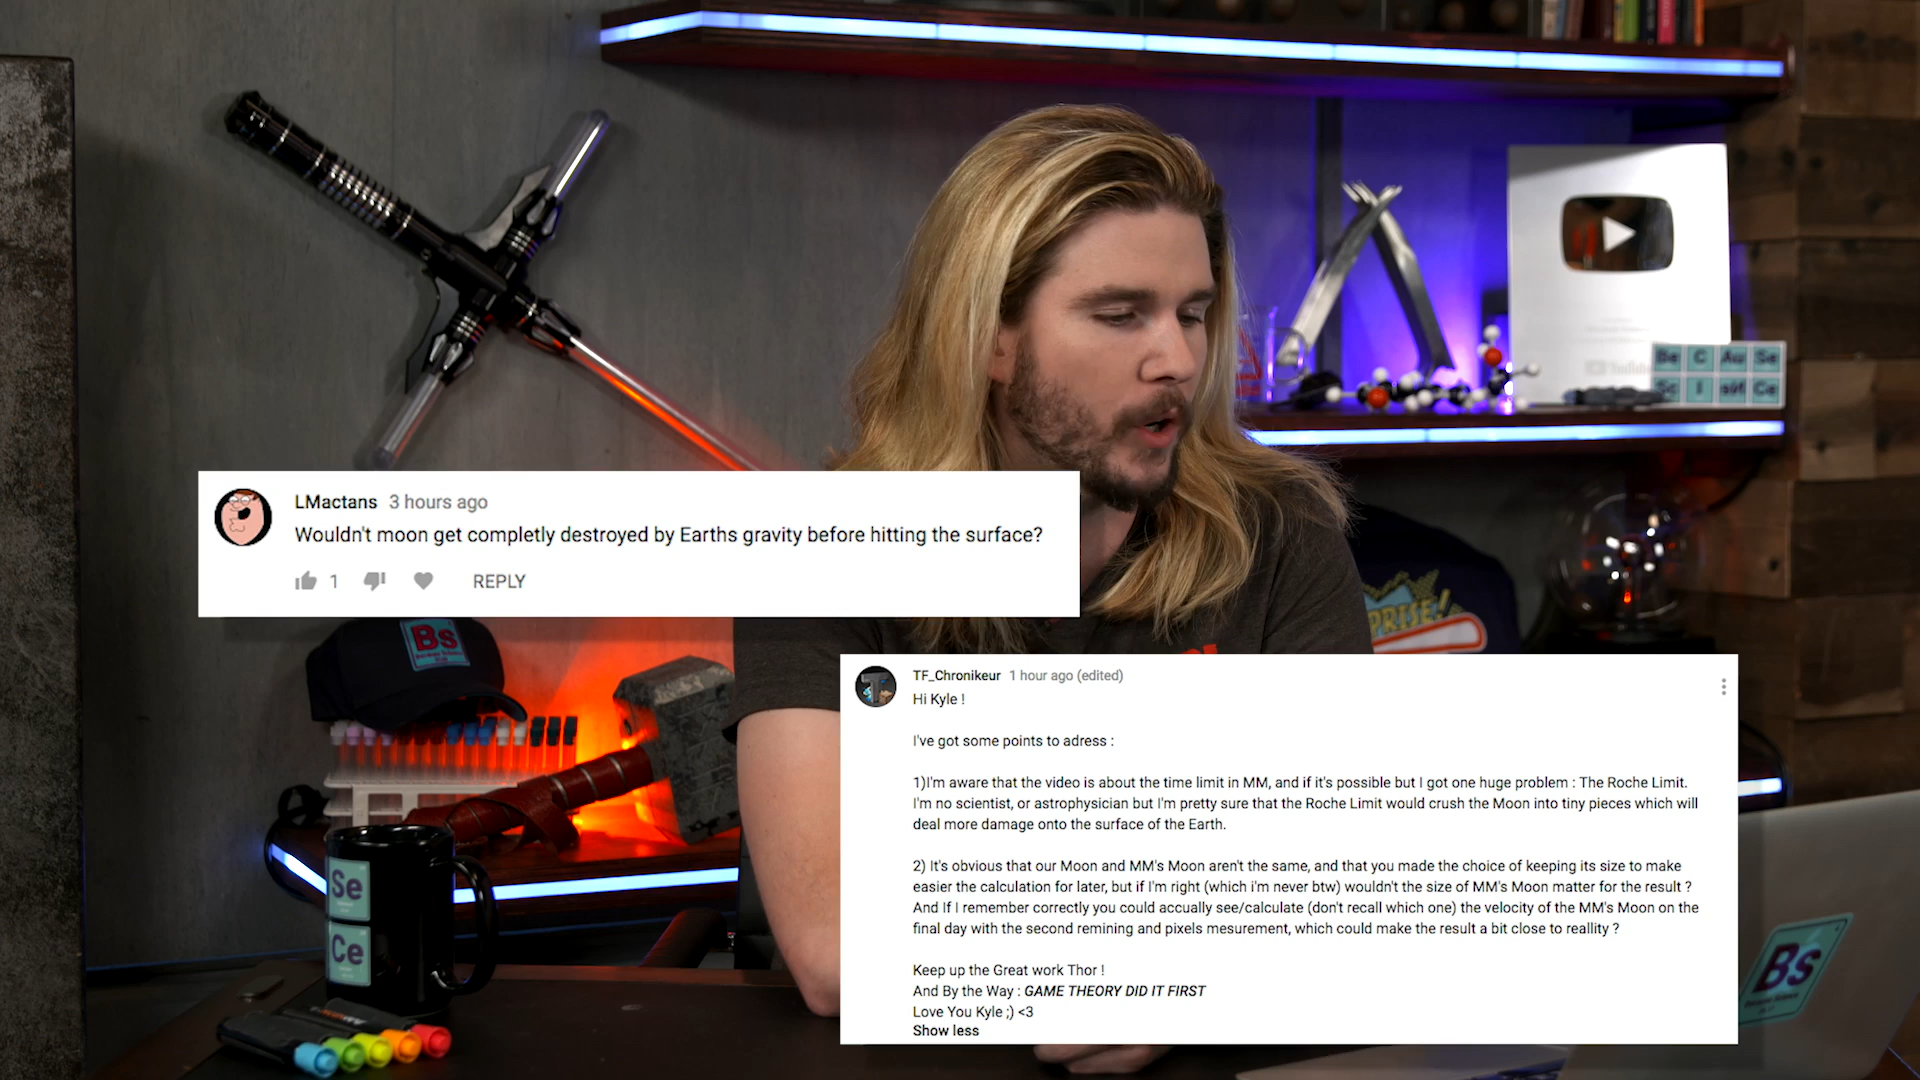 Be C Au Se
Sc I Ce
LMactans 3 hours ago
Wouldn't moon get completly destroyed by Earths gravity before hitting the surface?
1 REPLY
Bs
PRISE!
TF_Chronikeur 1 hour ago (edited)
Hi Kyle !
I've got some points to adress :
1)I'm aware that the video is about the time limit in MM, and if it's possible but I got one huge problem : The Roche Limit.
I'm no scientist, or astrophysician but I'm pretty sure that the Roche Limit would crush the Moon into tiny pieces which will
deal more damage onto the surface of the Earth.
2) It's obvious that our Moon and MM's Moon aren't the same, and that you made the choice of keeping its size to make
easier the calculation for later, but if I'm right (which i'm never btw) wouldn't the size of MM's Moon matter for the result ?
And If I remember correctly you could accually see/calculate (don't recall which one) the velocity of the MM's Moon on the
final day with the second remining and pixels mesurement, which could make the result a bit close to reallity ?
Keep up the Great work Thor !
And By the Way : GAME THEORY DID IT FIRST
Love You Kyle ;) <3
Show less
Se
Ce
Bs